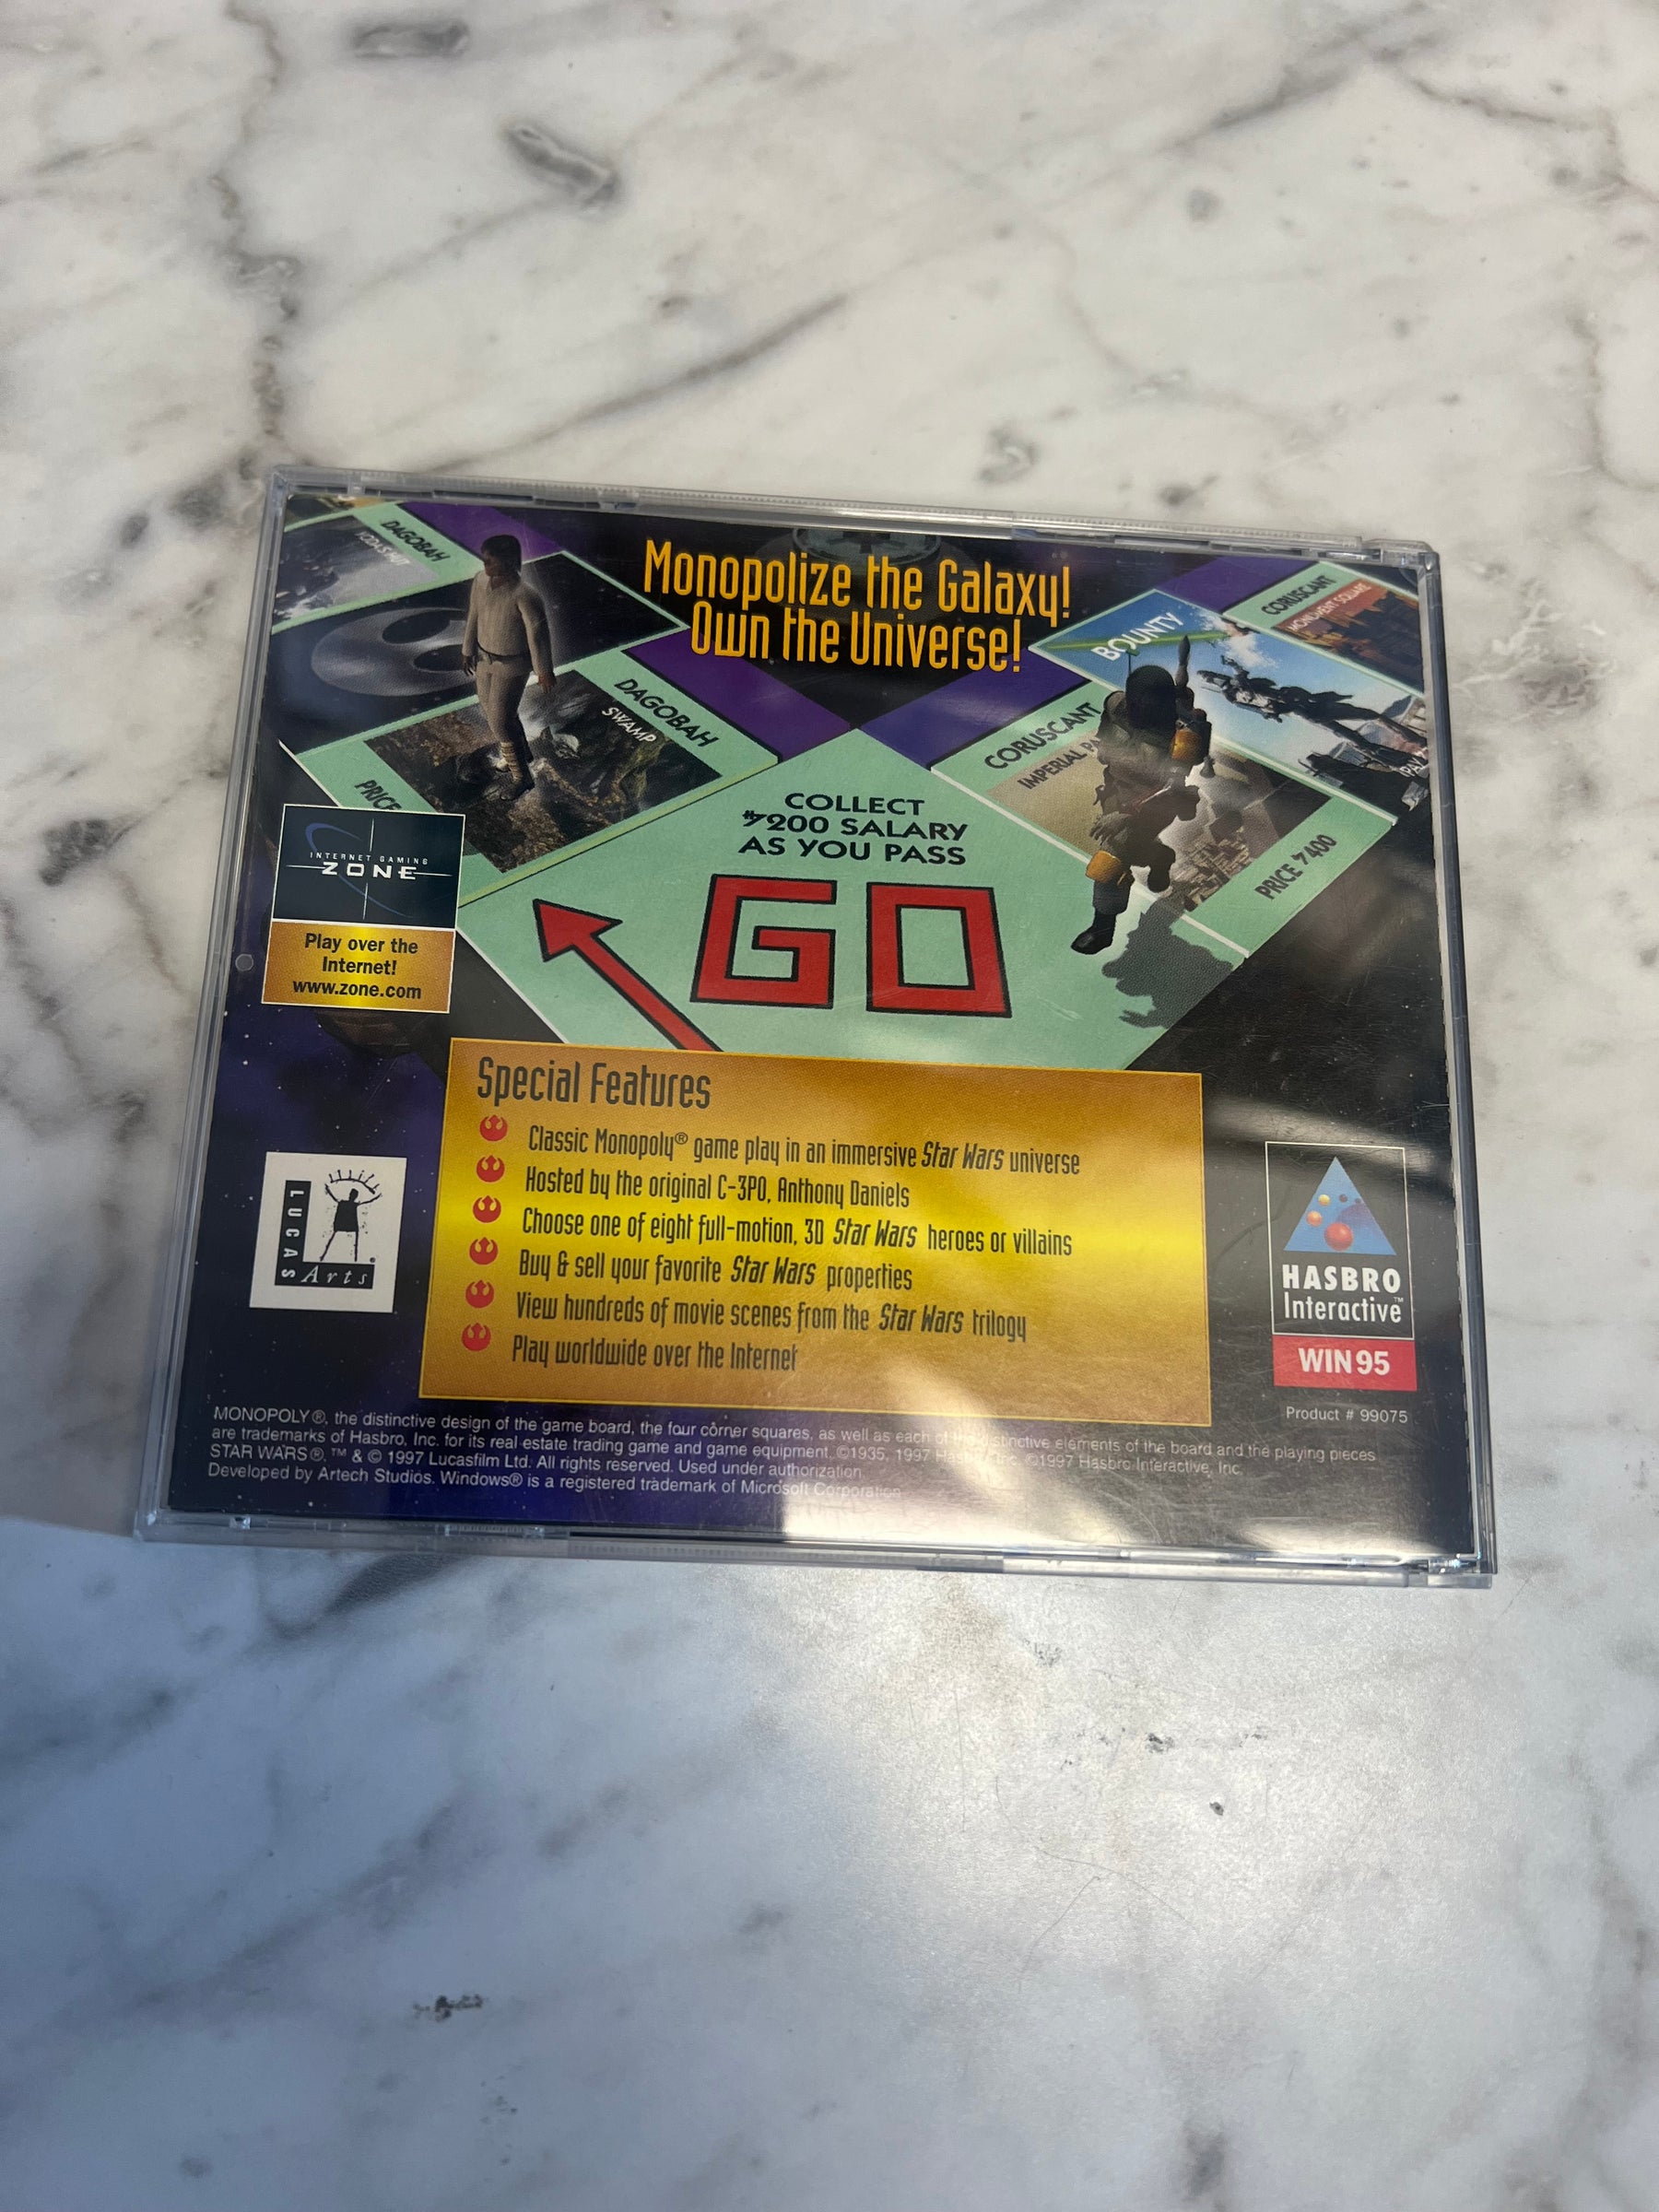 Monopolize the Galaxy!
Own the Universe!
DAGOBAH
YODA'S HUT
DAGOBAH
SWAMP
PRICE
BOUNTY
CORUSCANT
MONUMENT SQUARE
CORUSCANT
IMPERIAL
PRICE 400
PAY
COLLECT
200 SALARY
AS YOU PASS
GO
INTERNET GAMING
ZONE
Play over the
Internet!
www.zone.com
Special Features
Classic Monopoly® game play in an immersive Star Wars universe
Hosted by the original C-3PO, Anthony Daniels
Choose one of eight full-motion, 3D Star Wars heroes or villains
Buy & sell your favorite Star Wars properties
View hundreds of movie scenes from the Star Wars trilogy
Play worldwide over the Internet
LUCAS
Arts
HASBRO
Interactive™
WIN95
Product # 99075
MONOPOLY®, the distinctive design of the game board, the four corner squares, as well as each of the distinctive elements of the board and the playing pieces
are trademarks of Hasbro, Inc. for its real estate trading game and game equipment. ©1935, 1997 Hasbro, Inc. ©1997 Hasbro Interactive, Inc.
STAR WARS®, ™ & © 1997 Lucasfilm Ltd. All rights reserved. Used under authorization.
Developed by Artech Studios. Windows® is a registered trademark of Microsoft Corporation.